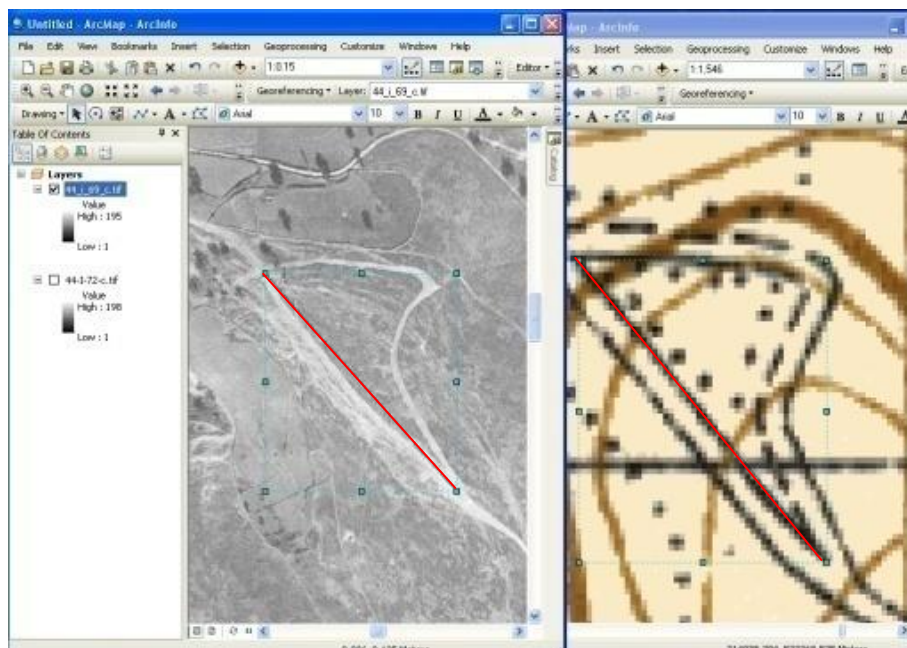 Untitled - ArcMap - ArcInfo
File Edit View Bookmarks Insert Selection Geoprocessing Customize Windows Help
1:0.15
Editor
Georeferencing Layer: 44_i_69_c.tif
Drawing A Arial 10 B I U A
Table Of Contents
Layers
44_i_69_c.tif
Value
High : 195
Low : 1
44-I-72-c.tif
Value
High : 198
Low : 1
Catalog
Map - ArcInfo
Insert Selection Geoprocessing Customize Windows Help
1:1,546
Georeferencing
A Arial 10 B I U